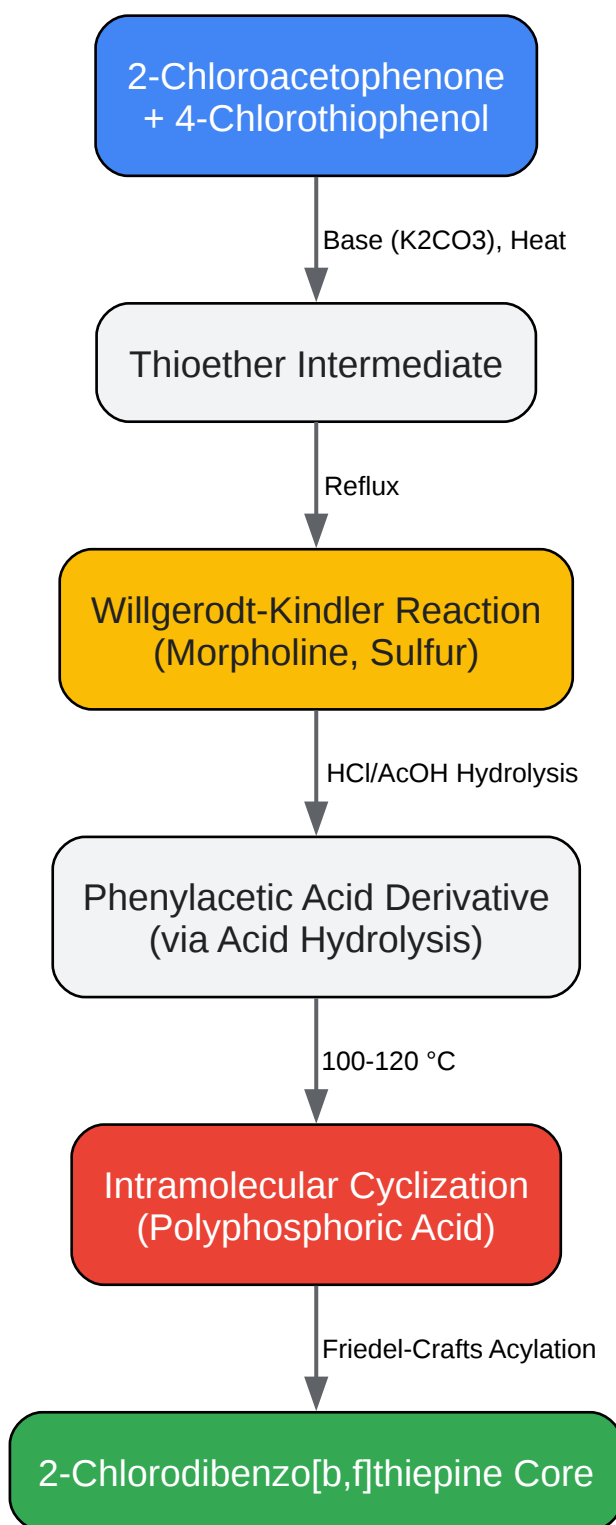 2-Chloroacetophenone
+ 4-Chlorothiophenol
Base (K2CO3), Heat
Thioether Intermediate
Reflux
Willgerodt-Kindler Reaction
(Morpholine, Sulfur)
HCl/AcOH Hydrolysis
Phenylacetic Acid Derivative
(via Acid Hydrolysis)
100-120 °C
Intramolecular Cyclization
(Polyphosphoric Acid)
Friedel-Crafts Acylation
2-Chlorodibenzo[b,f]thiepine Core